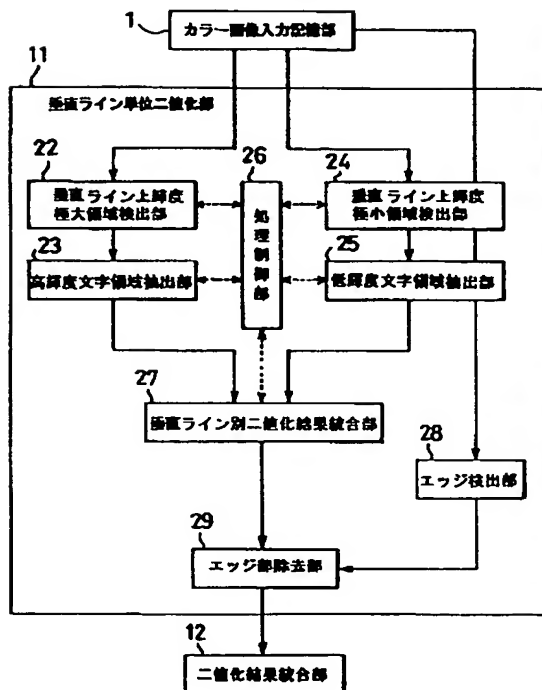 1
カラー画像入力記憶部
11
垂直ライン単位二値化部
22
垂直ライン上輝度
極大領域検出部
26
処理制御部
24
垂直ライン上輝度
極小領域検出部
23
高輝度文字領域抽出部
25
低輝度文字領域抽出部
27
垂直ライン別二値化結果統合部
28
エッジ検出部
29
エッジ部除去部
12
二値化結果統合部